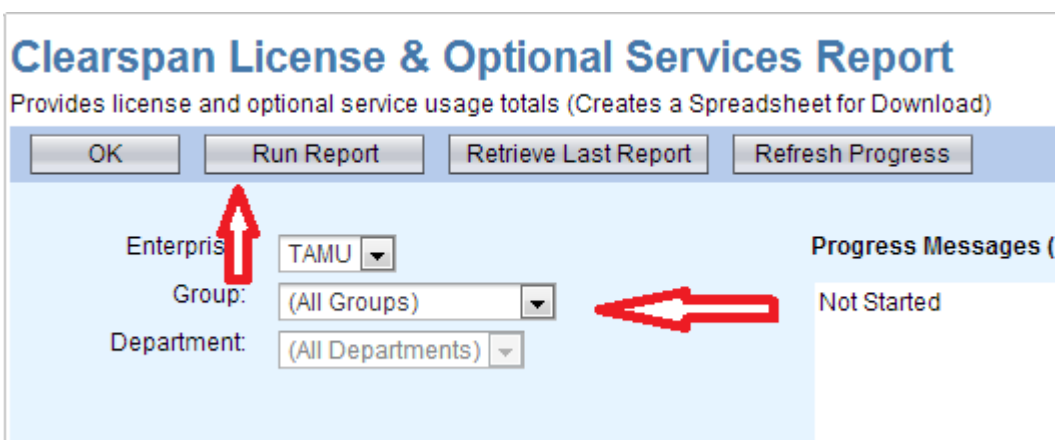 Clearspan License & Optional Services Report
Provides license and optional service usage totals (Creates a Spreadsheet for Download)
OK Run Report Retrieve Last Report Refresh Progress
Enterpris TAMU Progress Messages (
Group: (All Groups) Not Started
Department: (All Departments)